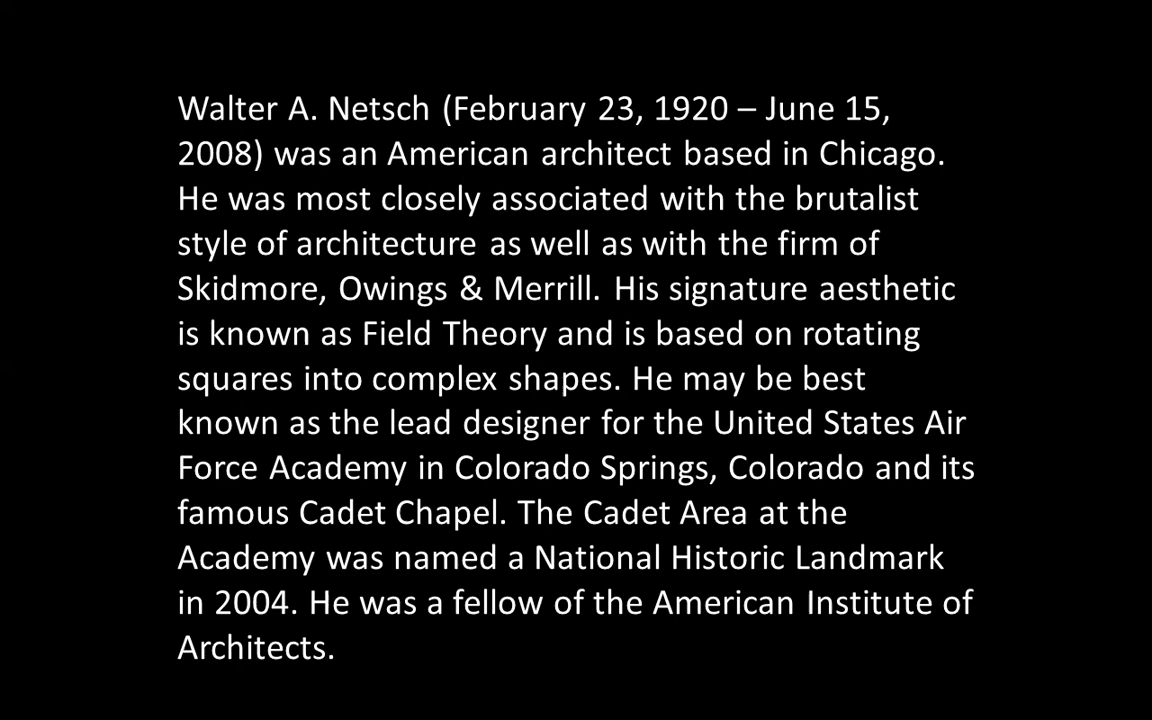 Walter A. Netsch (February 23, 1920 – June 15,
2008) was an American architect based in Chicago.
He was most closely associated with the brutalist
style of architecture as well as with the firm of
Skidmore, Owings & Merrill. His signature aesthetic
is known as Field Theory and is based on rotating
squares into complex shapes. He may be best
known as the lead designer for the United States Air
Force Academy in Colorado Springs, Colorado and its
famous Cadet Chapel. The Cadet Area at the
Academy was named a National Historic Landmark
in 2004. He was a fellow of the American Institute of
Architects.